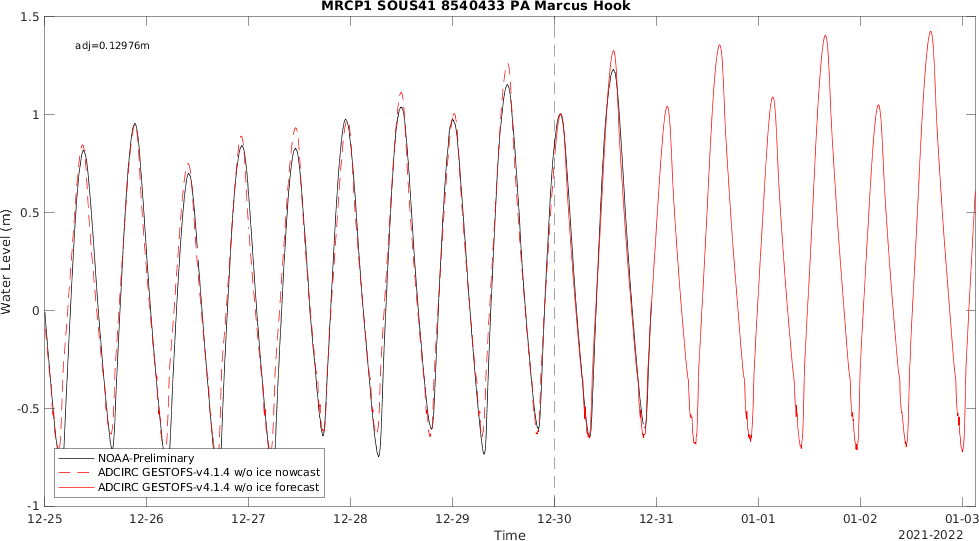 MRCP1 SOUS41 8540433 PA Marcus Hook
adj=0.12976m
1.5
1
0.5
0
-0.5
-1
Water Level (m)
NOAA-Preliminary
ADCIRC GESTOFS-v4.1.4 w/o ice nowcast
ADCIRC GESTOFS-v4.1.4 w/o ice forecast
12-25
12-26
12-27
12-28
12-29
12-30
12-31
01-01
01-02
01-03
Time
2021-2022